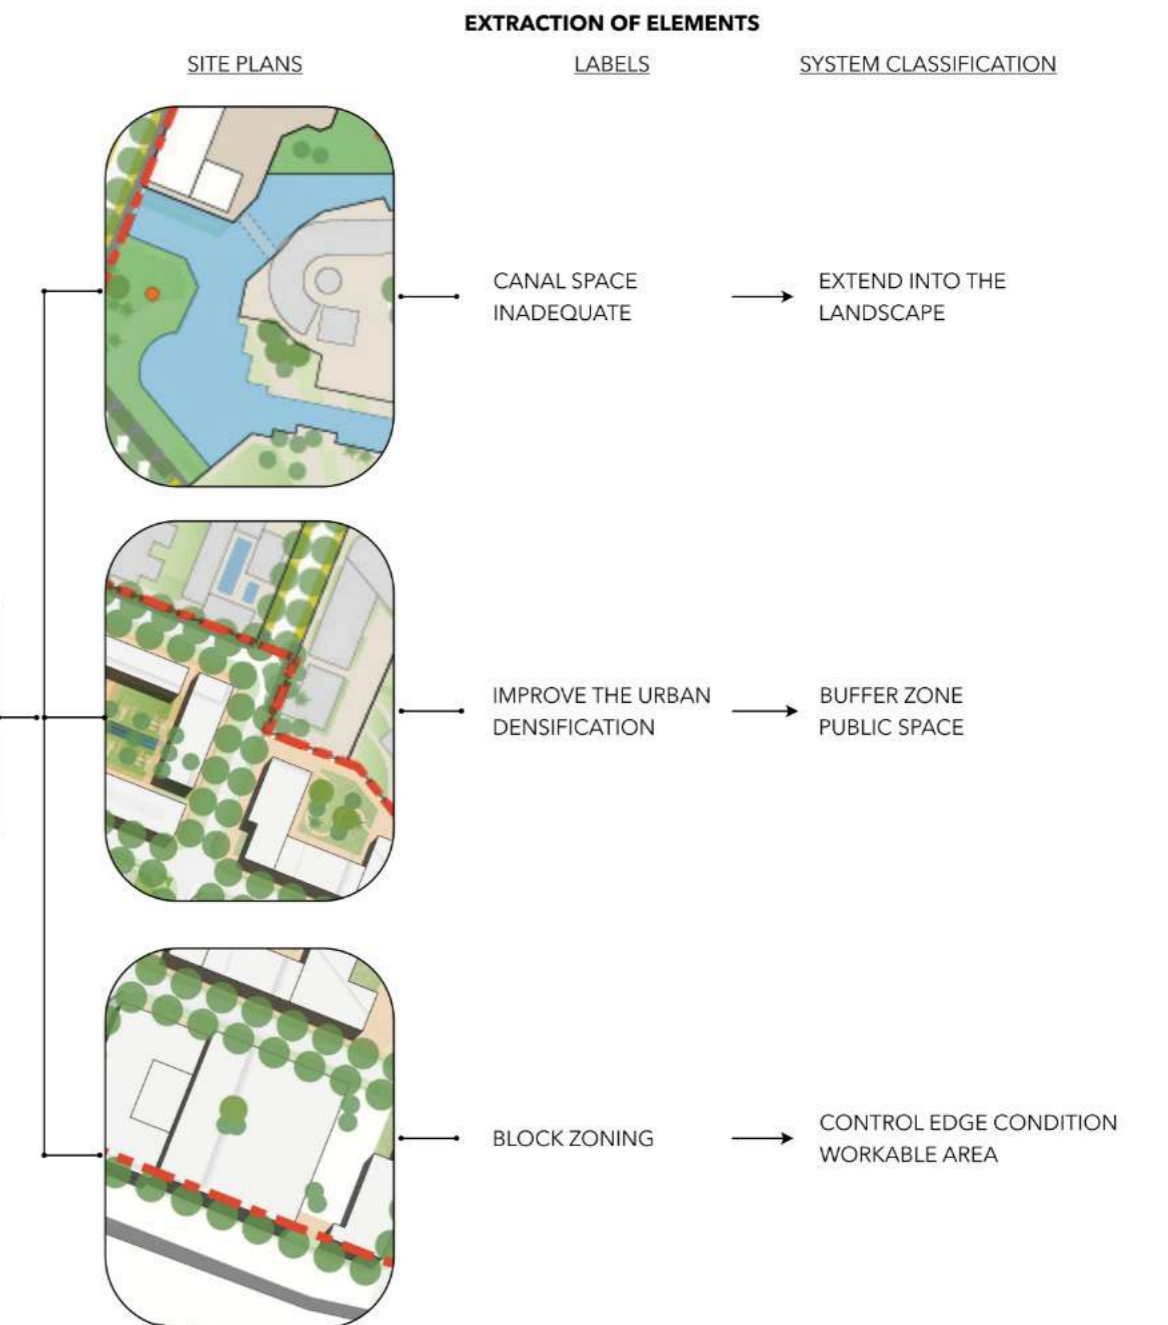 EXTRACTION OF ELEMENTS
SITE PLANS
LABELS
SYSTEM CLASSIFICATION
CANAL SPACE
INADEQUATE
EXTEND INTO THE
LANDSCAPE
IMPROVE THE URBAN
DENSIFICATION
BUFFER ZONE
PUBLIC SPACE
BLOCK ZONING
CONTROL EDGE CONDITION
WORKABLE AREA